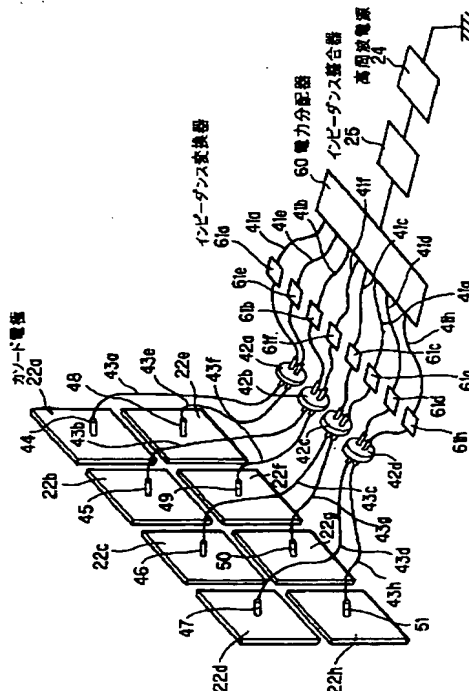 カソード電極
22a
44
48
43a
43b
43e
22e
43f
22b
45
49
22f
22c
46
50
22g
22d
47
51
22h
43c
43g
43d
43h
42a
42b
42c
42d
インピーダンス変換器
61a
61e
61b
61f
61c
61g
61d
61h
41a
41e
41b
41f
41c
41d
41g
41h
60 電力分配器
インピーダンス整合器
25
高周波電源
24